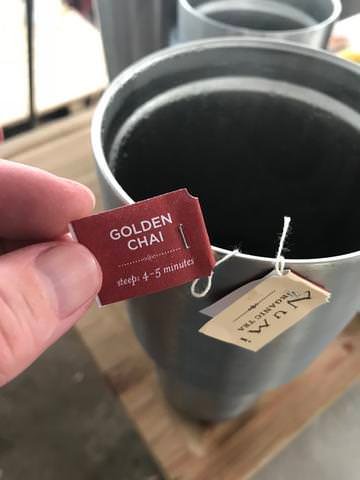 GOLDEN
CHAI
steep: 4-5 minutes
Numi
ORGANIC TEA